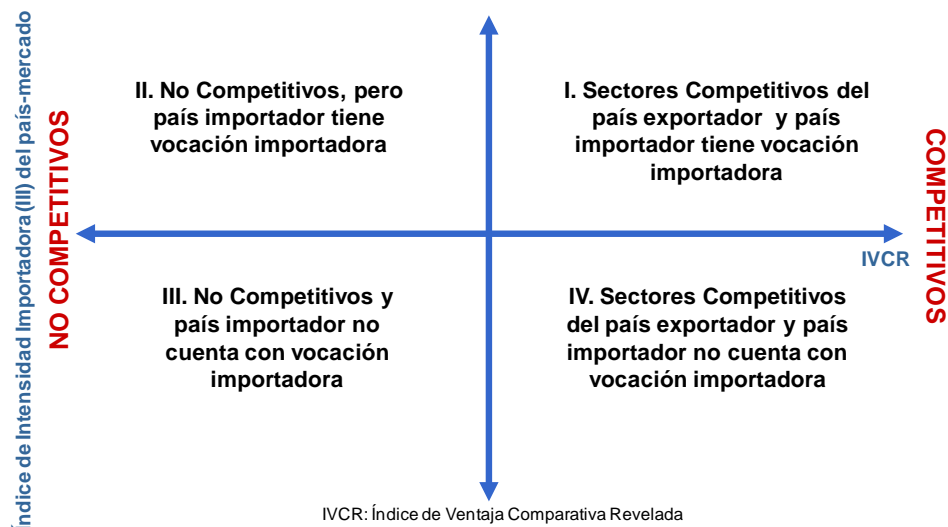 Índice de Intensidad Importadora (III) del país-mercado
NO COMPETITIVOS
II. No Competitivos, pero
país importador tiene
vocación importadora
I. Sectores Competitivos del
país exportador y país
importador tiene vocación
importadora
COMPETITIVOS
IVCR
III. No Competitivos y
país importador no
cuenta con vocación
importadora
IV. Sectores Competitivos
del país exportador y país
importador no cuenta con
vocación importadora
IVCR: Índice de Ventaja Comparativa Revelada